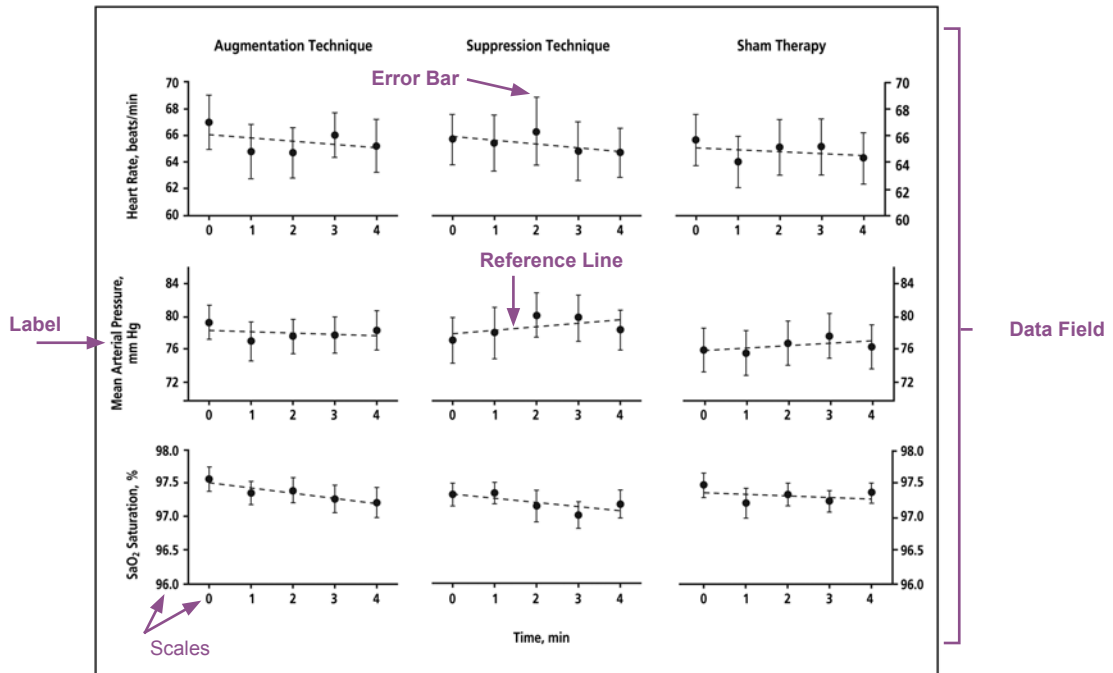 Augmentation Technique
Suppression Technique
Sham Therapy
Error Bar
Heart Rate, beats/min
70
68
66
64
62
60
0 1 2 3 4
0 1 2 3 4
70
68
66
64
62
60
0 1 2 3 4
Label
Mean Arterial Pressure,
mm Hg
84
80
76
72
0 1 2 3 4
Reference Line
0 1 2 3 4
84
80
76
72
0 1 2 3 4
Data Field
SaO2 Saturation, %
98.0
97.5
97.0
96.5
96.0
0 1 2 3 4
0 1 2 3 4
98.0
97.5
97.0
96.5
96.0
0 1 2 3 4
Scales
Time, min